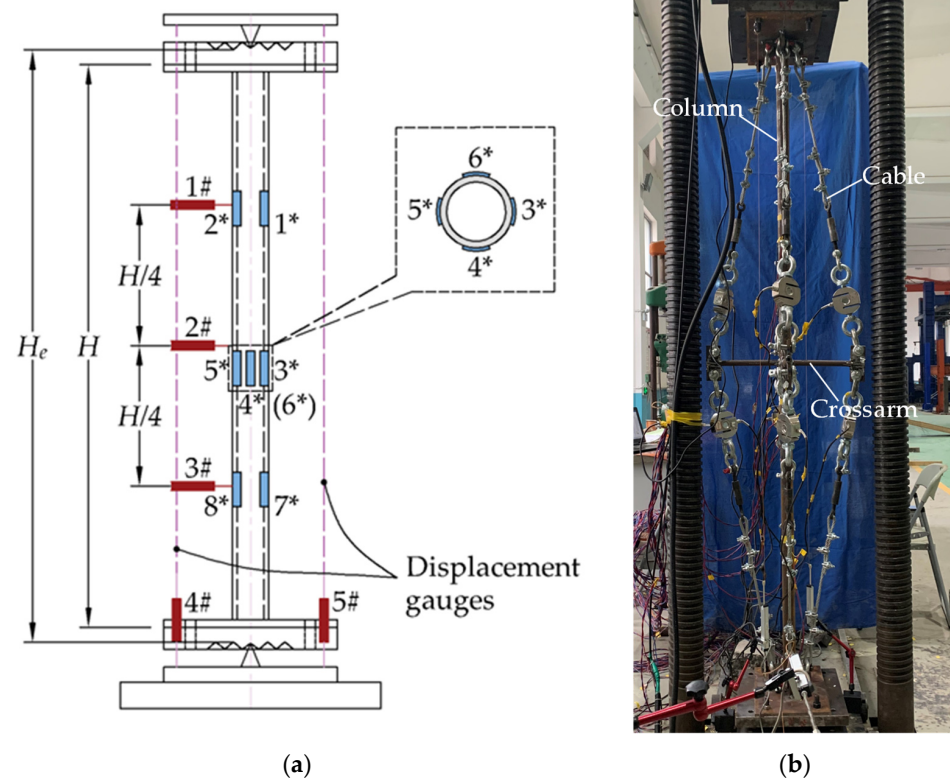 1#
2* 1*
H/4
2#
He H
5* 3*
4* (6*)
H/4
3#
8* 7*
4# 5#
6*
5* 3*
4*
Displacement
gauges
Column
Cable
Crossarm
(a) (b)